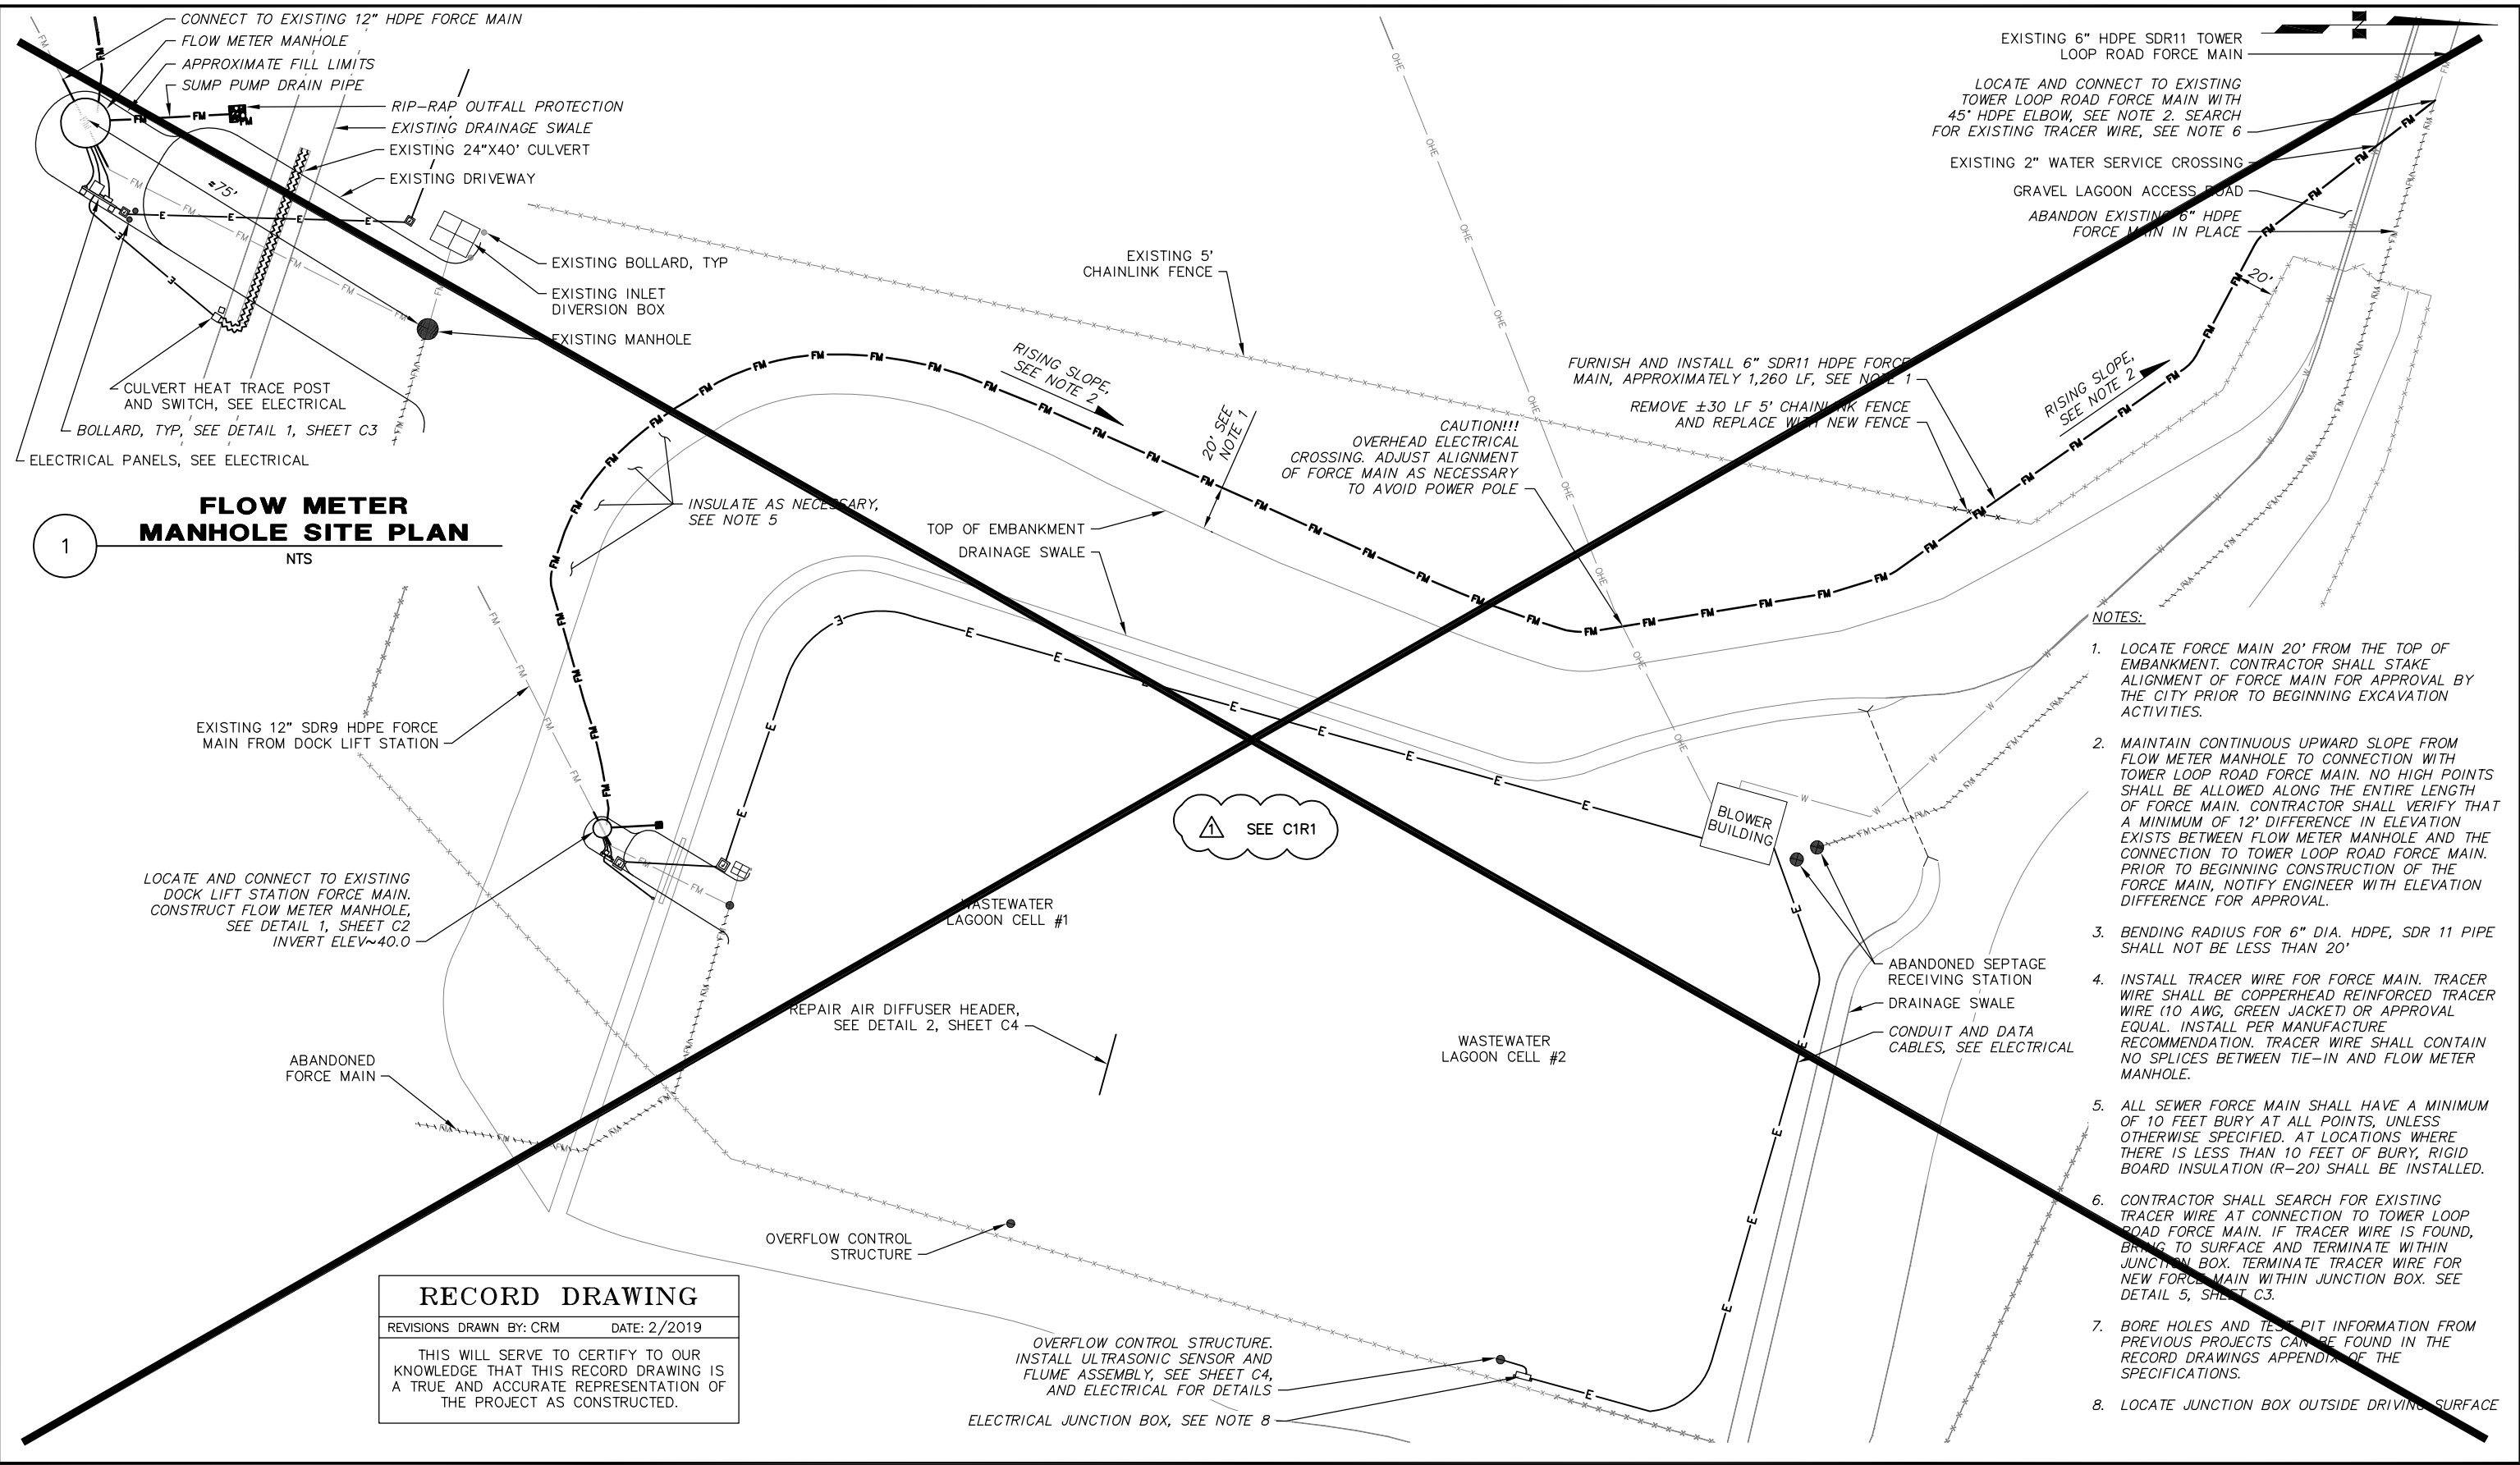 CONNECT TO EXISTING 12" HDPE FORCE MAIN
FLOW METER MANHOLE
APPROXIMATE FILL LIMITS
SUMP PUMP DRAIN PIPE
RIP-RAP OUTFALL PROTECTION
EXISTING DRAINAGE SWALE
EXISTING 24"X40' CULVERT
EXISTING DRIVEWAY
±75'
EXISTING BOLLARD, TYP
EXISTING INLET
DIVERSION BOX
EXISTING MANHOLE
CULVERT HEAT TRACE POST
AND SWITCH, SEE ELECTRICAL
BOLLARD, TYP, SEE DETAIL 1, SHEET C3
ELECTRICAL PANELS, SEE ELECTRICAL
1
FLOW METER
MANHOLE SITE PLAN
NTS
EXISTING 5'
CHAINLINK FENCE
RISING SLOPE,
SEE NOTE 2
20' SEE
NOTE 1
INSULATE AS NECESSARY,
SEE NOTE 5
TOP OF EMBANKMENT
DRAINAGE SWALE
CAUTION!!!
OVERHEAD ELECTRICAL
CROSSING. ADJUST ALIGNMENT
OF FORCE MAIN AS NECESSARY
TO AVOID POWER POLE
FURNISH AND INSTALL 6" SDR11 HDPE FORCE
MAIN, APPROXIMATELY 1,260 LF, SEE NOTE 1
REMOVE ±30 LF 5' CHAINLINK FENCE
AND REPLACE WITH NEW FENCE
RISING SLOPE,
SEE NOTE 2
20'
N
EXISTING 6" HDPE SDR11 TOWER
LOOP ROAD FORCE MAIN
LOCATE AND CONNECT TO EXISTING
TOWER LOOP ROAD FORCE MAIN WITH
45° HDPE ELBOW, SEE NOTE 2. SEARCH
FOR EXISTING TRACER WIRE, SEE NOTE 6
EXISTING 2" WATER SERVICE CROSSING
GRAVEL LAGOON ACCESS ROAD
ABANDON EXISTING 6" HDPE
FORCE MAIN IN PLACE
EXISTING 12" SDR9 HDPE FORCE
MAIN FROM DOCK LIFT STATION
LOCATE AND CONNECT TO EXISTING
DOCK LIFT STATION FORCE MAIN.
CONSTRUCT FLOW METER MANHOLE,
SEE DETAIL 1, SHEET C2
INVERT ELEV~40.0
ABANDONED
FORCE MAIN
1 SEE C1R1
WASTEWATER
LAGOON CELL #1
REPAIR AIR DIFFUSER HEADER,
SEE DETAIL 2, SHEET C4
WASTEWATER
LAGOON CELL #2
BLOWER
BUILDING
ABANDONED SEPTAGE
RECEIVING STATION
DRAINAGE SWALE
CONDUIT AND DATA
CABLES, SEE ELECTRICAL
OVERFLOW CONTROL
STRUCTURE
OVERFLOW CONTROL STRUCTURE.
INSTALL ULTRASONIC SENSOR AND
FLUME ASSEMBLY, SEE SHEET C4,
AND ELECTRICAL FOR DETAILS
ELECTRICAL JUNCTION BOX, SEE NOTE 8
RECORD DRAWING
REVISIONS DRAWN BY: CRM DATE: 2/2019
THIS WILL SERVE TO CERTIFY TO OUR
KNOWLEDGE THAT THIS RECORD DRAWING IS
A TRUE AND ACCURATE REPRESENTATION OF
THE PROJECT AS CONSTRUCTED.
NOTES:
1. LOCATE FORCE MAIN 20' FROM THE TOP OF
EMBANKMENT. CONTRACTOR SHALL STAKE
ALIGNMENT OF FORCE MAIN FOR APPROVAL BY
THE CITY PRIOR TO BEGINNING EXCAVATION
ACTIVITIES.
2. MAINTAIN CONTINUOUS UPWARD SLOPE FROM
FLOW METER MANHOLE TO CONNECTION WITH
TOWER LOOP ROAD FORCE MAIN. NO HIGH POINTS
SHALL BE ALLOWED ALONG THE ENTIRE LENGTH
OF FORCE MAIN. CONTRACTOR SHALL VERIFY THAT
A MINIMUM OF 12' DIFFERENCE IN ELEVATION
EXISTS BETWEEN FLOW METER MANHOLE AND THE
CONNECTION TO TOWER LOOP ROAD FORCE MAIN.
PRIOR TO BEGINNING CONSTRUCTION OF THE
FORCE MAIN, NOTIFY ENGINEER WITH ELEVATION
DIFFERENCE FOR APPROVAL.
3. BENDING RADIUS FOR 6" DIA. HDPE, SDR 11 PIPE
SHALL NOT BE LESS THAN 20'
4. INSTALL TRACER WIRE FOR FORCE MAIN. TRACER
WIRE SHALL BE COPPERHEAD REINFORCED TRACER
WIRE (10 AWG, GREEN JACKET) OR APPROVAL
EQUAL. INSTALL PER MANUFACTURE
RECOMMENDATION. TRACER WIRE SHALL CONTAIN
NO SPLICES BETWEEN TIE-IN AND FLOW METER
MANHOLE.
5. ALL SEWER FORCE MAIN SHALL HAVE A MINIMUM
OF 10 FEET BURY AT ALL POINTS, UNLESS
OTHERWISE SPECIFIED. AT LOCATIONS WHERE
THERE IS LESS THAN 10 FEET OF BURY, RIGID
BOARD INSULATION (R-20) SHALL BE INSTALLED.
6. CONTRACTOR SHALL SEARCH FOR EXISTING
TRACER WIRE AT CONNECTION TO TOWER LOOP
ROAD FORCE MAIN. IF TRACER WIRE IS FOUND,
BRING TO SURFACE AND TERMINATE WITHIN
JUNCTION BOX. TERMINATE TRACER WIRE FOR
NEW FORCE MAIN WITHIN JUNCTION BOX. SEE
DETAIL 5, SHEET C3.
7. BORE HOLES AND TEST PIT INFORMATION FROM
PREVIOUS PROJECTS CAN BE FOUND IN THE
RECORD DRAWINGS APPENDIX OF THE
SPECIFICATIONS.
8. LOCATE JUNCTION BOX OUTSIDE DRIVING SURFACE